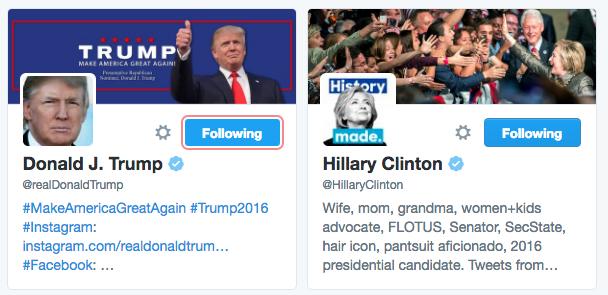 TRUMP
MAKE AMERICA GREAT AGAIN!
Presumptive Republican
Nominee, Donald J. Trump
Following
Donald J. Trump
@realDonaldTrump
#MakeAmericaGreatAgain #Trump2016
#Instagram:
instagram.com/realdonaldtrum…
#Facebook: …
History
made.
Following
Hillary Clinton
@HillaryClinton
Wife, mom, grandma, women+kids
advocate, FLOTUS, Senator, SecState,
hair icon, pantsuit aficionado, 2016
presidential candidate. Tweets from…